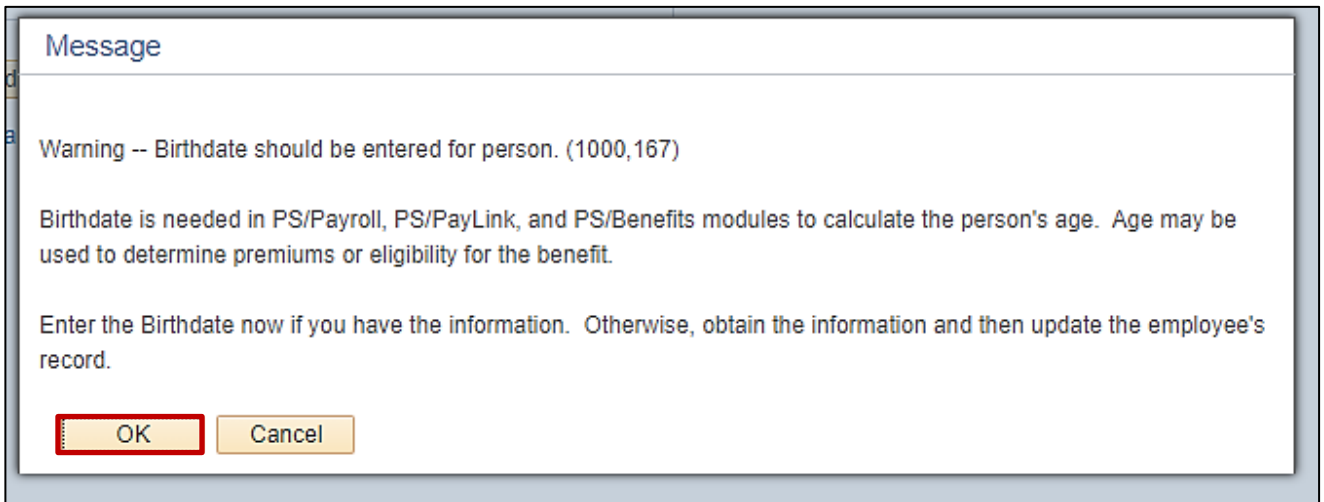 Message
d
a
Warning -- Birthdate should be entered for person. (1000,167)
Birthdate is needed in PS/Payroll, PS/PayLink, and PS/Benefits modules to calculate the person's age.  Age may be
used to determine premiums or eligibility for the benefit.
Enter the Birthdate now if you have the information.  Otherwise, obtain the information and then update the employee's
record.
OK Cancel